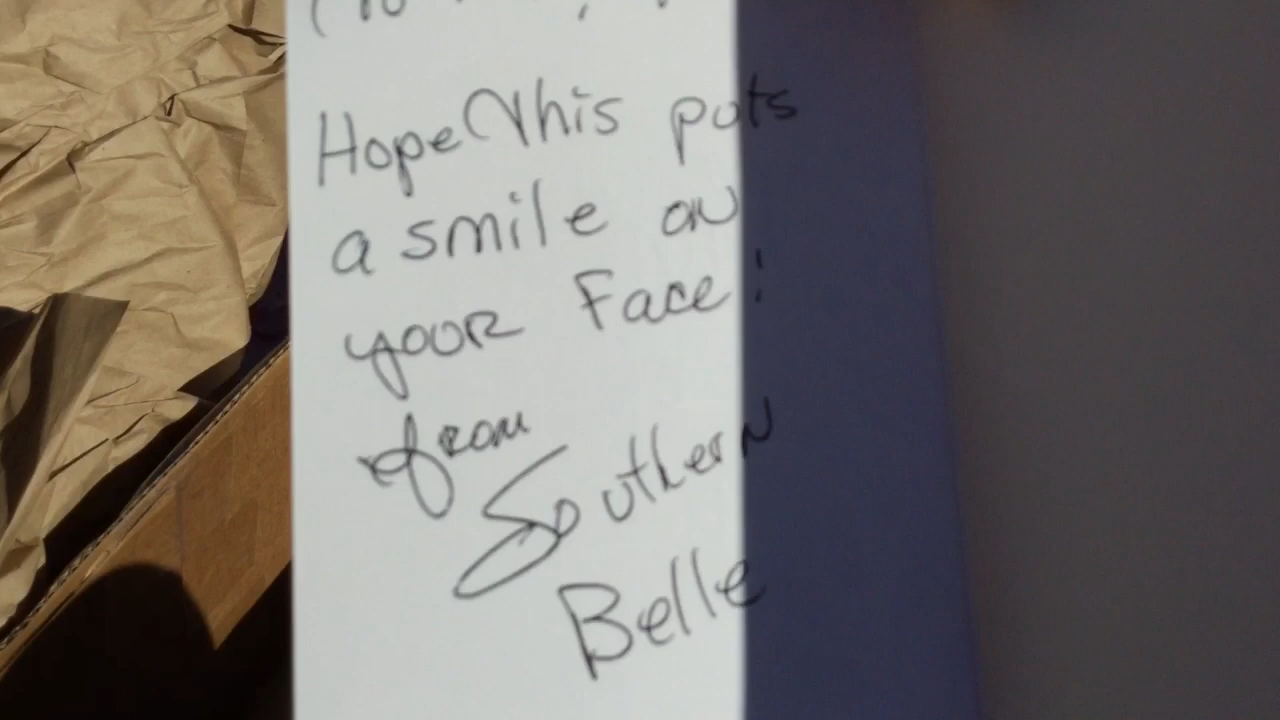 Hope This puts
a smile on
your Face!
from
Southern
Belle